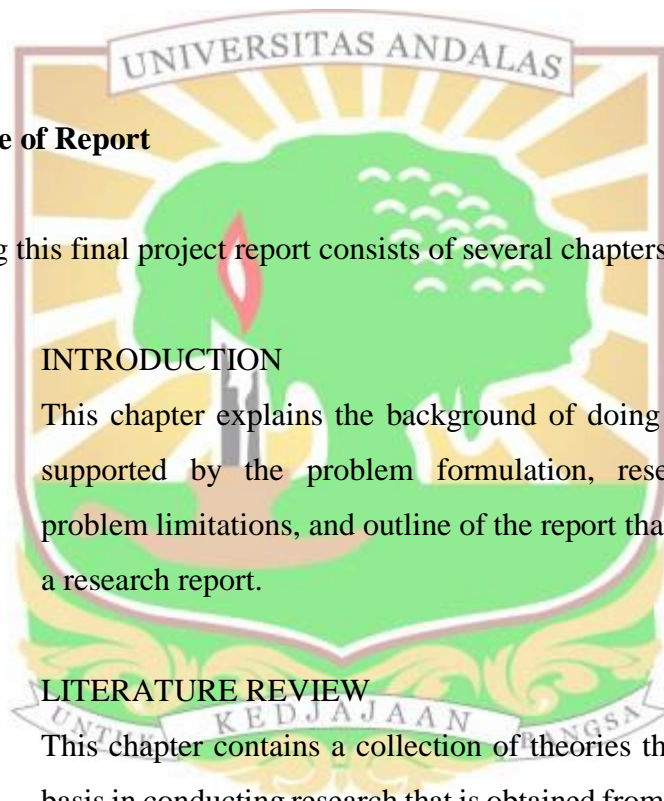 UNIVERSITAS ANDALAS
e of Report
g this final project report consists of several chapters
INTRODUCTION
This chapter explains the background of doing
supported by the problem formulation, rese
problem limitations, and outline of the report tha
a research report.
LITERATURE REVIEW
UNTUK KEDJAJAAN BANGSA
This chapter contains a collection of theories th
basis in conducting research that is obtained from